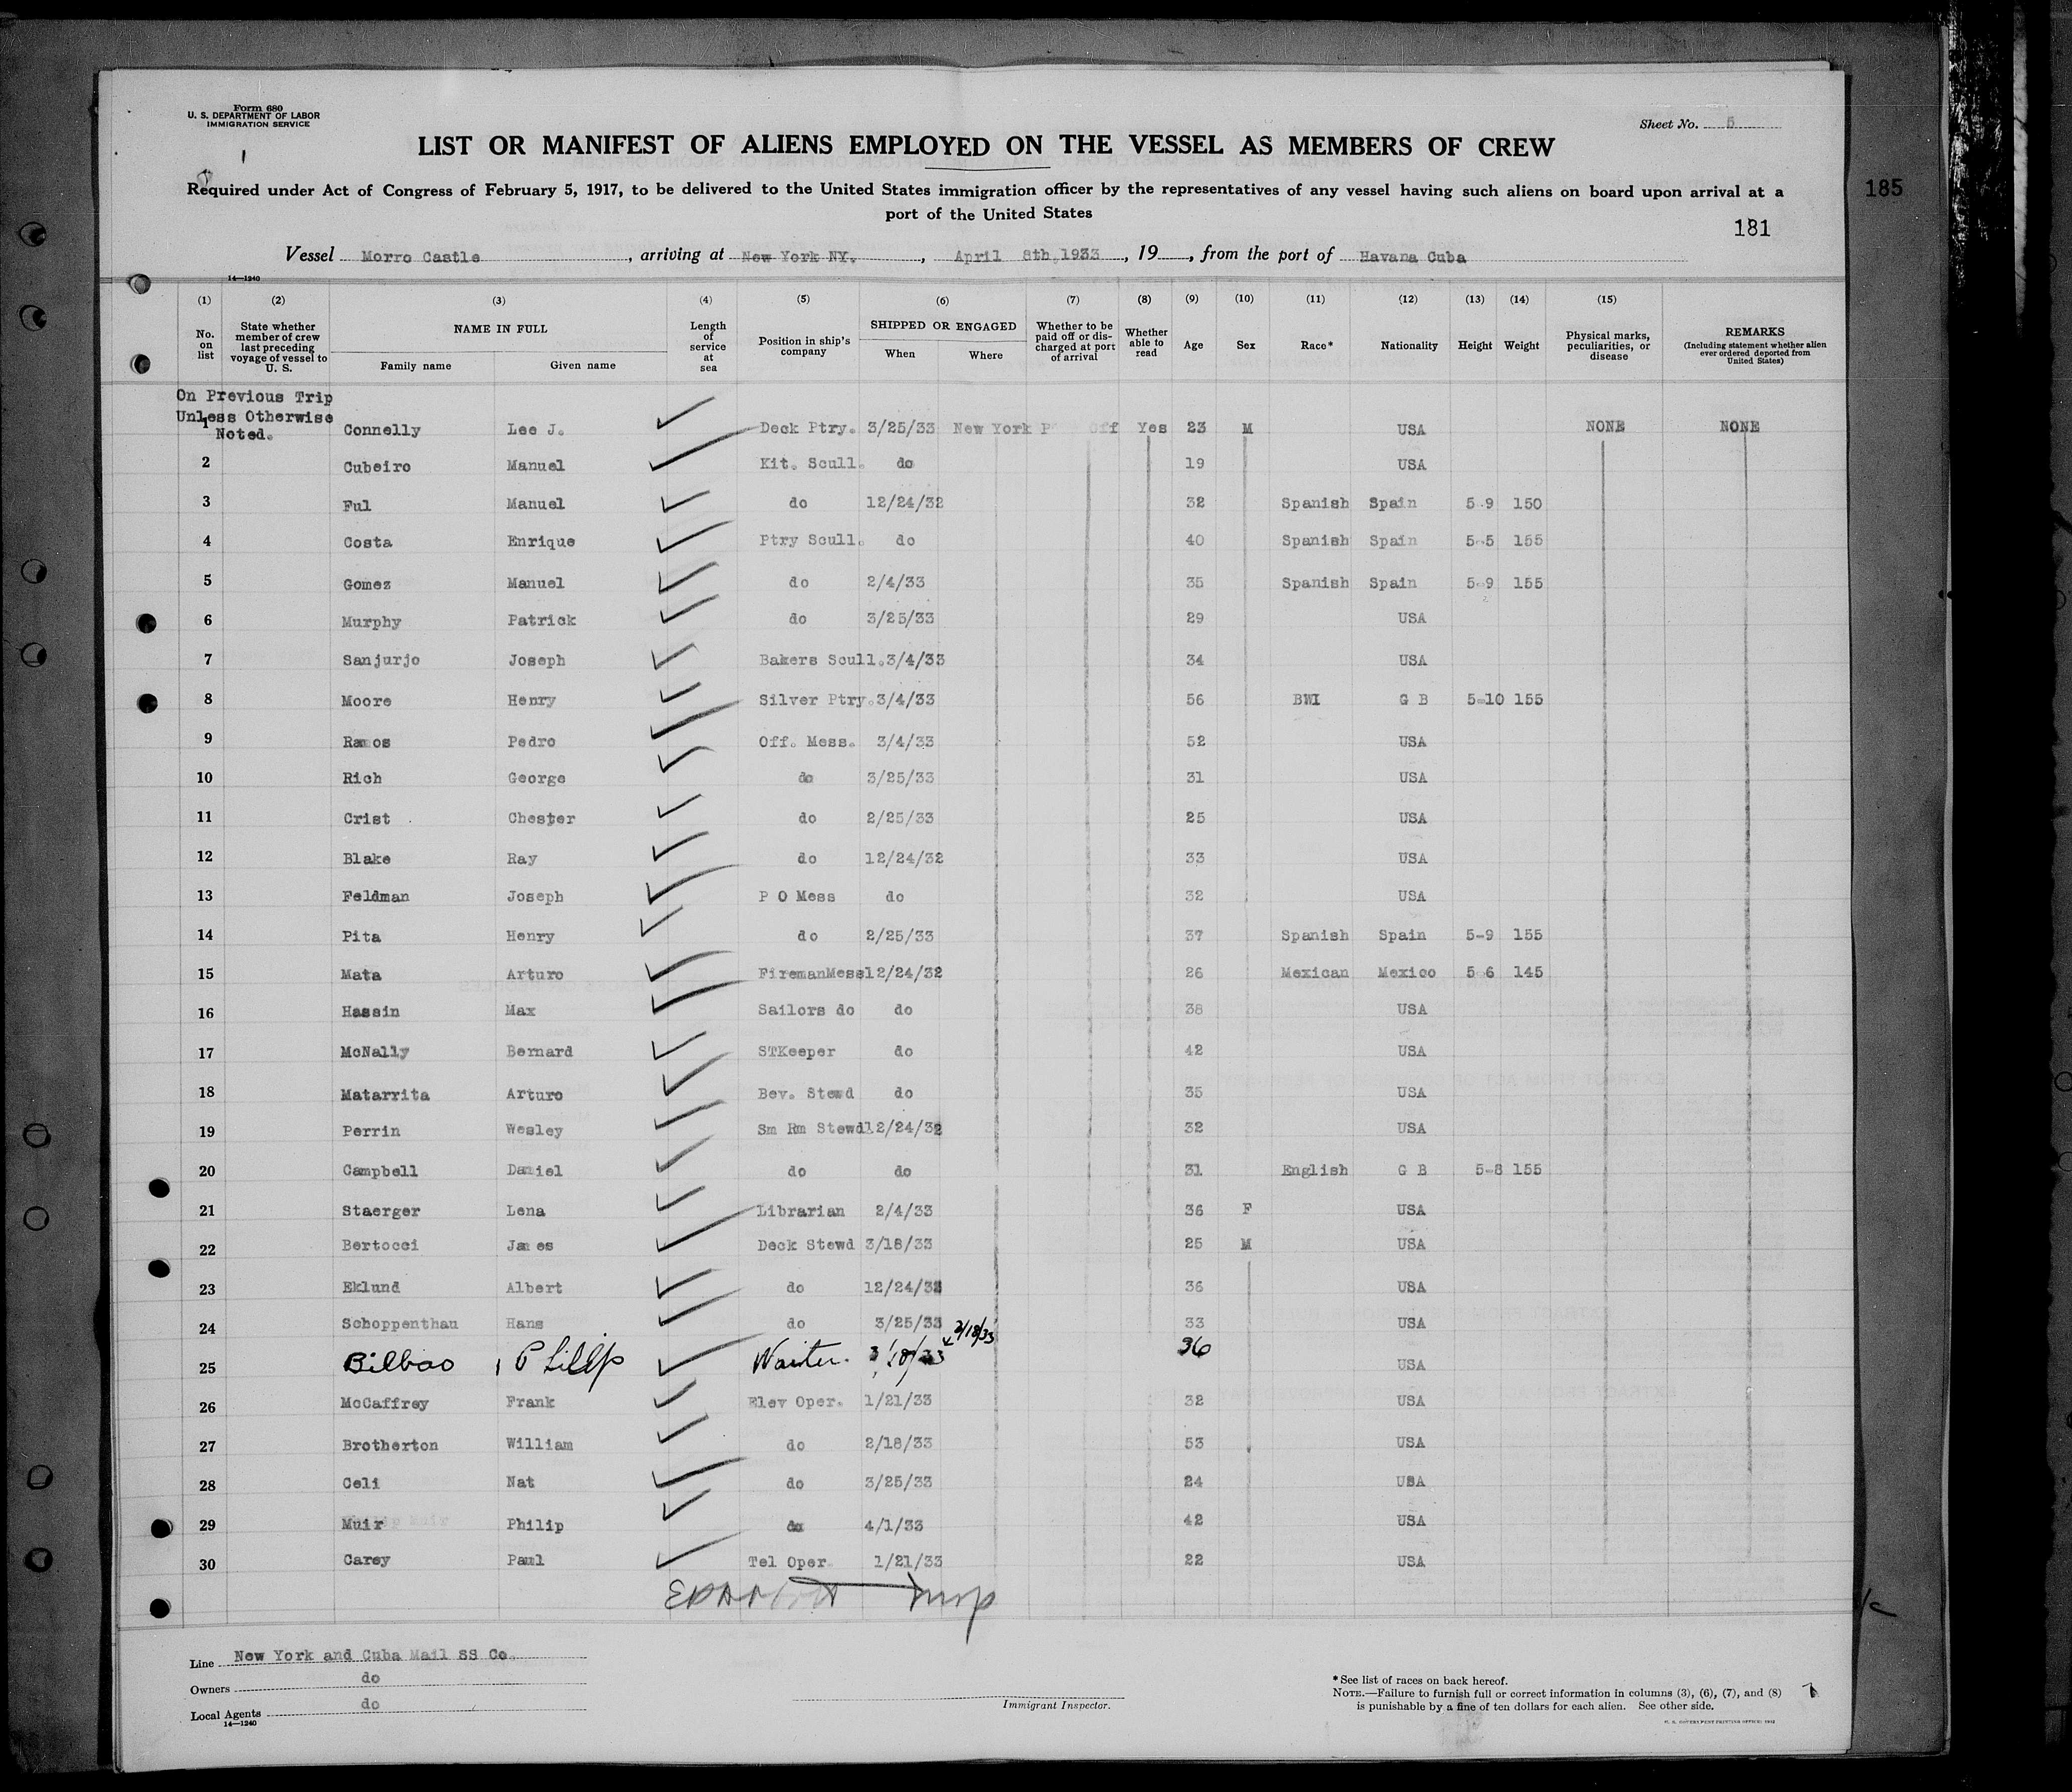 Form 680
U. S. DEPARTMENT OF LABOR
IMMIGRATION SERVICE
Sheet No. 5
LIST OR MANIFEST OF ALIENS EMPLOYED ON THE VESSEL AS MEMBERS OF CREW
Required under Act of Congress of February 5, 1917, to be delivered to the United States immigration officer by the representatives of any vessel having such aliens on board upon arrival at a
port of the United States
185
181
Vessel Morro Castle , arriving at New York NY. , April 8th,1933 , 19 , from the port of Havana Cuba
14—1240
(1) (2) (3) (4) (5) (6) (7) (8) (9) (10) (11) (12) (13) (14) (15)
No. on list State whether member of crew last preceding voyage of vessel to U. S. NAME IN FULL Family name Given name Length of service at sea Position in ship's company SHIPPED OR ENGAGED When Where Whether to be paid off or discharged at port of arrival Whether able to read Age Sex Race* Nationality Height Weight Physical marks, peculiarities, or disease REMARKS (Including statement whether alien ever ordered deported from United States)
On Previous Trip
Unless Otherwise
Noted.
1 Connelly Lee J. Deck Ptry. 3/25/33 New York P Off Yes 23 M USA NONE NONE
2 Cubeiro Manuel Kit. Scull. do 19 USA
3 Ful Manuel do 12/24/32 32 Spanish Spain 5-9 150
4 Costa Enrique Ptry Scull. do 40 Spanish Spain 5-5 155
5 Gomez Manuel do 2/4/33 35 Spanish Spain 5-9 155
6 Murphy Patrick do 3/25/33 29 USA
7 Sanjurjo Joseph Bakers Scull.3/4/33 34 USA
8 Moore Henry Silver Ptry.3/4/33 56 BWI G B 5-10 155
9 Ramos Pedro Off. Mess. 3/4/33 52 USA
10 Rich George do 3/25/33 31 USA
11 Crist Chester do 2/25/33 25 USA
12 Blake Ray do 12/24/32 33 USA
13 Feldman Joseph P O Mess do 32 USA
14 Pita Henry do 2/25/33 37 Spanish Spain 5-9 155
15 Mata Arturo FiremanMess12/24/32 26 Mexican Mexico 5-6 145
16 Hassin Max Sailors do do 38 USA
17 McNally Bernard STKeeper do 42 USA
18 Matarrita Arturo Bev. Stewd do 35 USA
19 Perrin Wesley Sm Rm Stewd12/24/32 32 USA
20 Campbell Daniel do do 31 English G B 5-8 155
21 Staerger Lena Librarian 2/4/33 36 F USA
22 Bertocci James Deck Stewd 3/18/33 25 M USA
23 Eklund Albert do 12/24/32 36 USA
24 Schoppenthau Hans do 3/25/33 33 USA
25 Bilbao Philip Waiter. 3/18/33 2/18/33 36 USA
26 McCaffrey Frank Elev Oper. 1/21/33 32 USA
27 Brotherton William do 2/18/33 53 USA
28 Celi Nat do 3/25/33 24 USA
29 Muir Philip do 4/1/33 42 USA
30 Carey Paul Tel Oper 1/21/33 22 USA
Line New York and Cuba Mail SS Co.
Owners do
Local Agents do
14—1240
Immigrant Inspector.
*See list of races on back hereof.
NOTE.—Failure to furnish full or correct information in columns (3), (6), (7), and (8)
is punishable by a fine of ten dollars for each alien. See other side.
U. S. GOVERNMENT PRINTING OFFICE: 1932